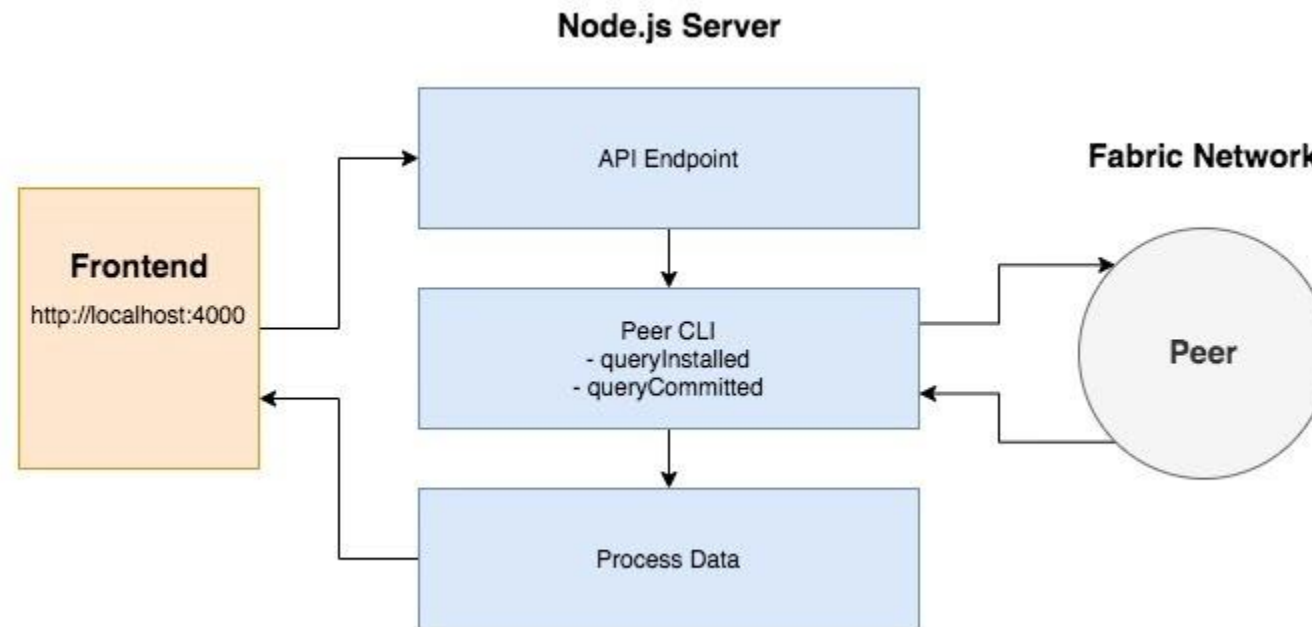 Node.js Server
API Endpoint
Fabric Network
Frontend
http://localhost:4000
Peer CLI
- queryInstalled
- queryCommitted
Peer
Process Data